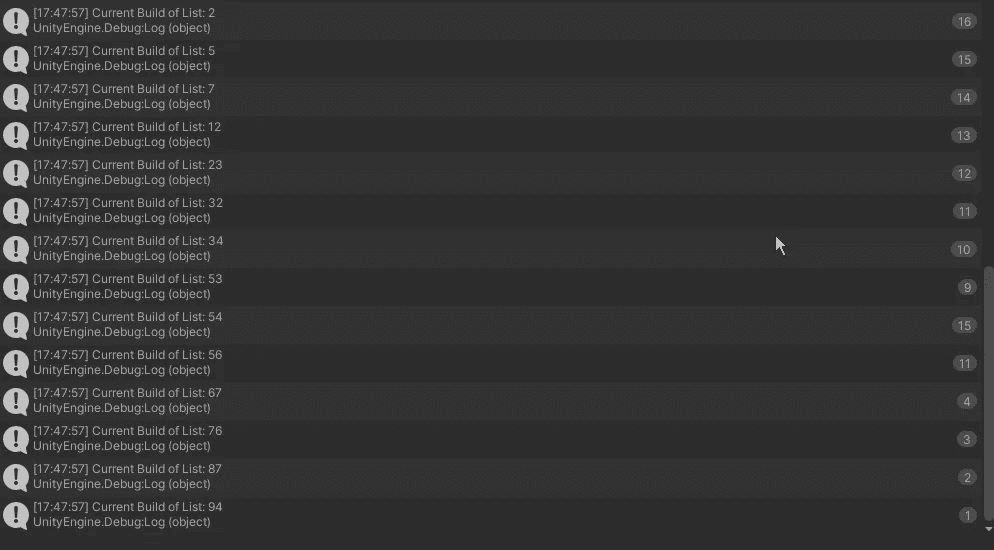 [17:47:57] Current Build of List: 2
UnityEngine.Debug:Log (object)
16
[17:47:57] Current Build of List: 5
UnityEngine.Debug:Log (object)
15
[17:47:57] Current Build of List: 7
UnityEngine.Debug:Log (object)
14
[17:47:57] Current Build of List: 12
UnityEngine.Debug:Log (object)
13
[17:47:57] Current Build of List: 23
UnityEngine.Debug:Log (object)
12
[17:47:57] Current Build of List: 32
UnityEngine.Debug:Log (object)
11
[17:47:57] Current Build of List: 34
UnityEngine.Debug:Log (object)
10
[17:47:57] Current Build of List: 53
UnityEngine.Debug:Log (object)
9
[17:47:57] Current Build of List: 54
UnityEngine.Debug:Log (object)
15
[17:47:57] Current Build of List: 56
UnityEngine.Debug:Log (object)
11
[17:47:57] Current Build of List: 67
UnityEngine.Debug:Log (object)
4
[17:47:57] Current Build of List: 76
UnityEngine.Debug:Log (object)
3
[17:47:57] Current Build of List: 87
UnityEngine.Debug:Log (object)
2
[17:47:57] Current Build of List: 94
UnityEngine.Debug:Log (object)
1